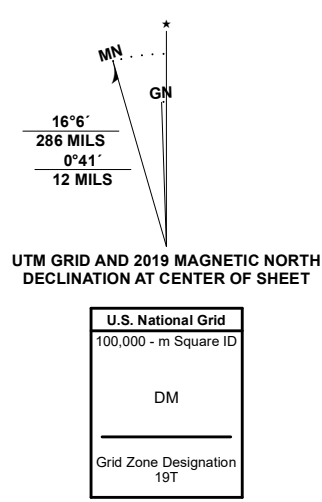 ★
MN
GN
16°6´
286 MILS
0°41´
12 MILS
UTM GRID AND 2019 MAGNETIC NORTH
DECLINATION AT CENTER OF SHEET
U.S. National Grid
100,000 - m Square ID
DM
Grid Zone Designation
19T